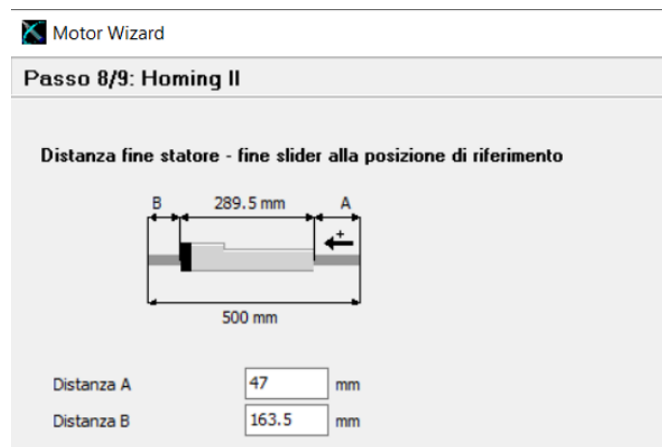 Motor Wizard
Passo 8/9: Homing II
Distanza fine statore - fine slider alla posizione di riferimento
B 289.5 mm A
+
500 mm
Distanza A 47 mm
Distanza B 163.5 mm